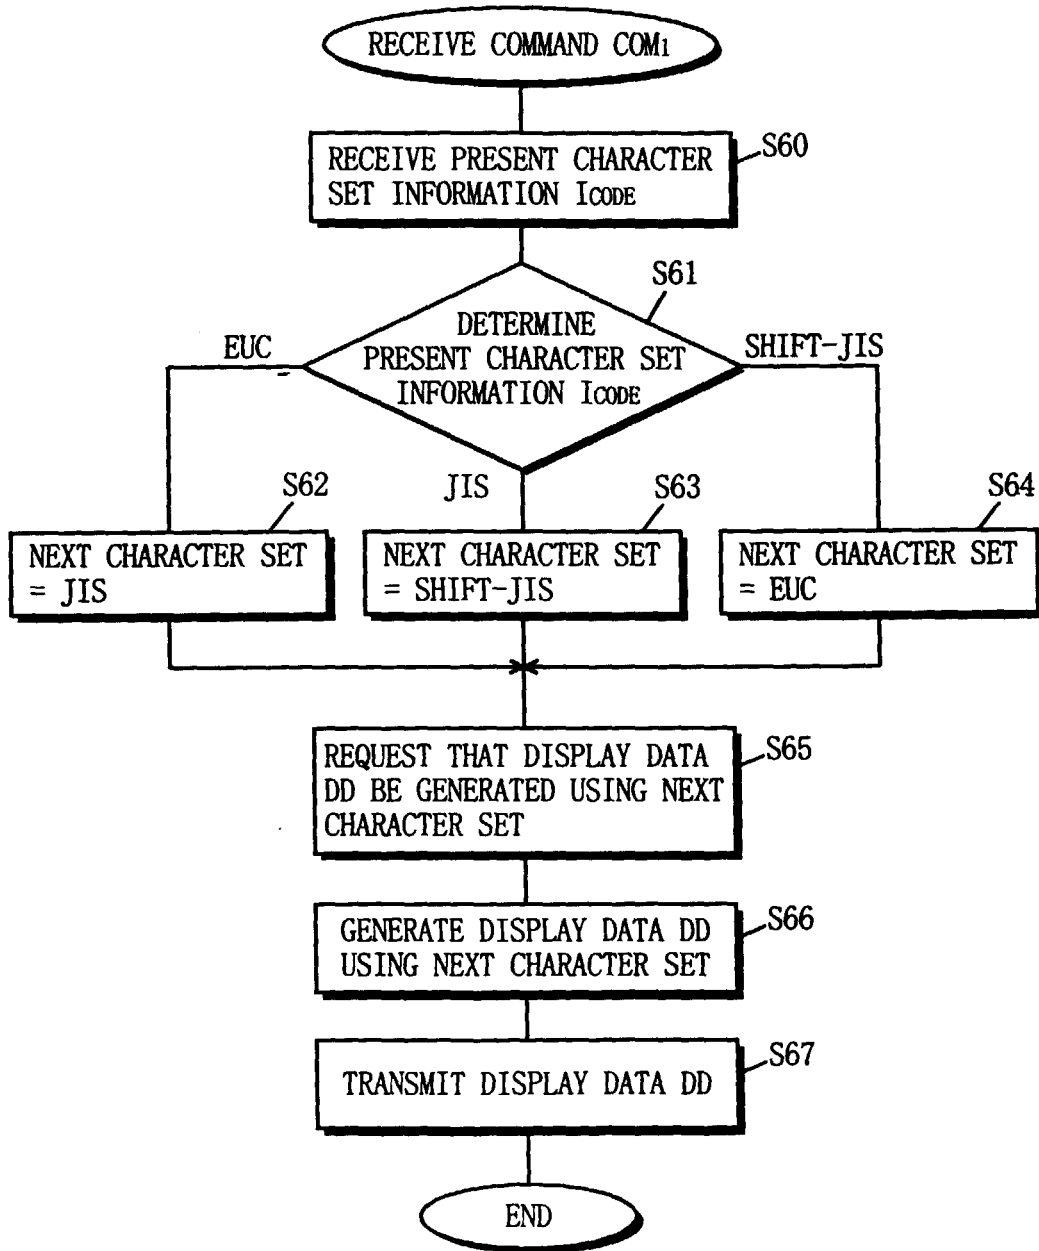 RECEIVE COMMAND COM1
RECEIVE PRESENT CHARACTER
SET INFORMATION ICODE
S60
S61
DETERMINE
PRESENT CHARACTER SET
INFORMATION ICODE
EUC
SHIFT-JIS
JIS
S62
NEXT CHARACTER SET
= JIS
S63
NEXT CHARACTER SET
= SHIFT-JIS
S64
NEXT CHARACTER SET
= EUC
REQUEST THAT DISPLAY DATA
DD BE GENERATED USING NEXT
CHARACTER SET
S65
GENERATE DISPLAY DATA DD
USING NEXT CHARACTER SET
S66
TRANSMIT DISPLAY DATA DD
S67
END